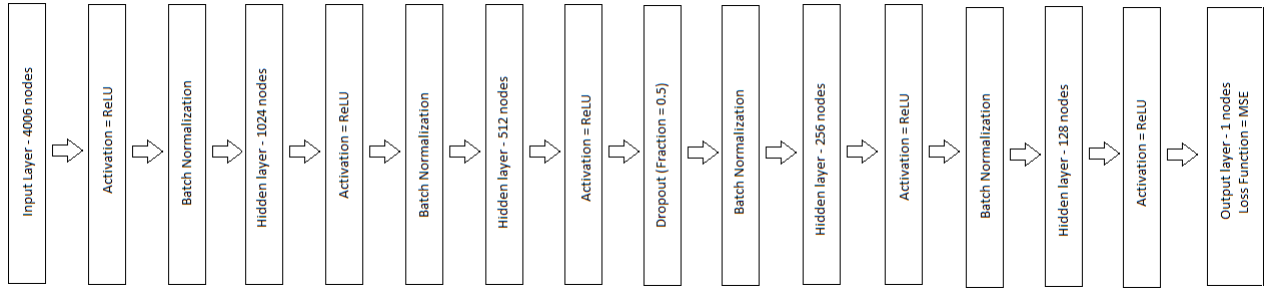 Input Layer - 4006 nodes
Activation = ReLU
Batch Normalization
Hidden layer - 1024 nodes
Activation = ReLU
Batch Normalization
Hidden layer - 512 nodes
Activation = ReLU
Dropout (Fraction = 0.5)
Batch Normalization
Hidden layer - 256 nodes
Activation = ReLU
Batch Normalization
Hidden layer - 128 nodes
Activation = ReLU
Output layer - 1 nodes
Loss Function = MSE